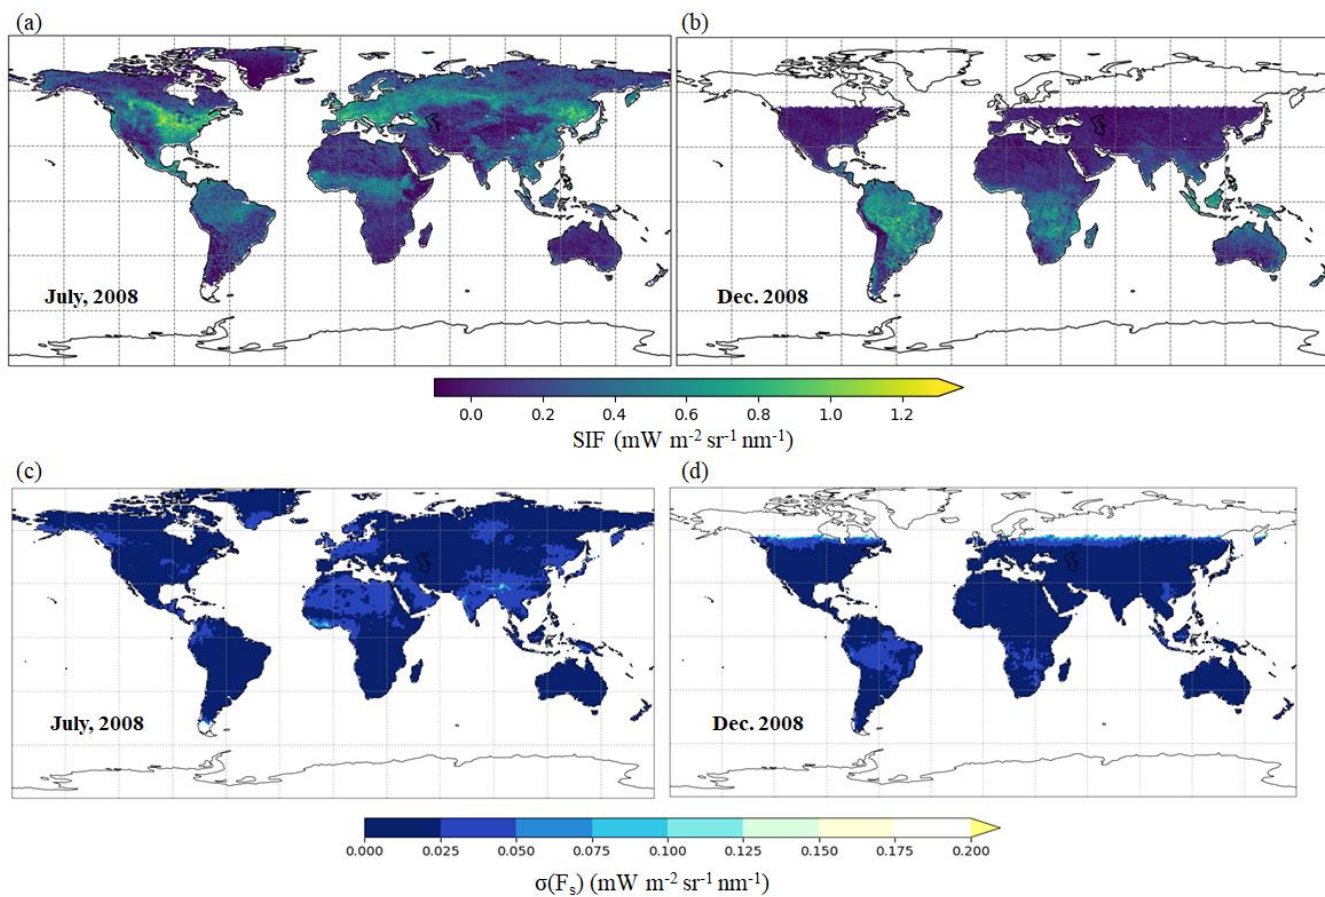 (a)
(b)
July, 2008
Dec. 2008
0.0 0.2 0.4 0.6 0.8 1.0 1.2
SIF (mW m⁻² sr⁻¹ nm⁻¹)
(c)
(d)
July, 2008
Dec. 2008
0.000 0.025 0.050 0.075 0.100 0.125 0.150 0.175 0.200
σ(Fₛ) (mW m⁻² sr⁻¹ nm⁻¹)